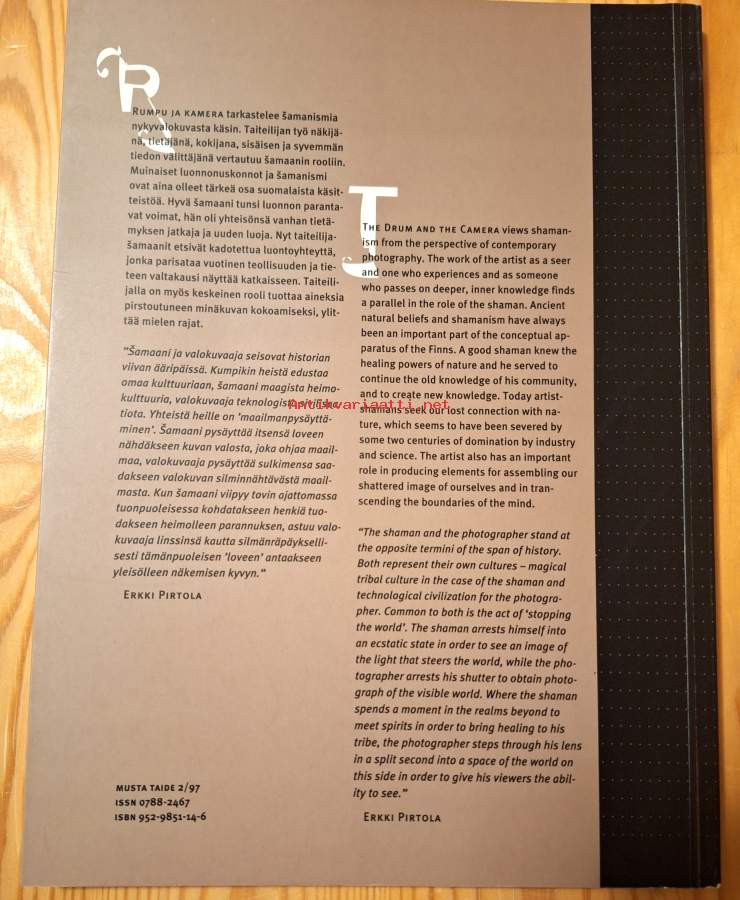 R
RUMPU JA KAMERA tarkastelee šamanismia
nykyvalokuvasta käsin. Taiteilijan työ näkijä-
nä, tietäjänä, kokijana, sisäisen ja syvemmän
tiedon välittäjänä vertautuu šamaanin rooliin.
Muinaiset luonnonuskonnot ja šamanismi
ovat aina olleet tärkeä osa suomalaista käsit-
teistöä. Hyvä šamaani tunsi luonnon paranta-
vat voimat, hän oli yhteisönsä vanhan tietä-
myksen jatkaja ja uuden luoja. Nyt taiteilija-
šamaanit etsivät kadotettua luontoyhteyttä,
jonka parisataa vuotinen teollisuuden ja tie-
teen valtakausi näyttää katkaisseen. Taiteili-
jalla on myös keskeinen rooli tuottaa aineksia
pirstoutuneen minäkuvan kokoamiseksi, ylit-
tää mielen rajat.
"Šamaani ja valokuvaaja seisovat historian
viivan ääripäissä. Kumpikin heistä edustaa
omaa kulttuuriaan, šamaani maagista heimo-
kulttuuria, valokuvaaja teknologista
tiota. Yhteistä heille on 'maailmanpysäyttä-
minen'. Šamaani pysäyttää itsensä loveen
nähdäkseen kuvan valosta, joka ohjaa maail-
maa, valokuvaaja pysäyttää sulkimensa saa-
dakseen valokuvan silminnähtävästä maail-
masta. Kun šamaani viipyy tovin ajattomassa
tuonpuoleisessa kohdatakseen henkiä tuo-
dakseen heimolleen parannuksen, astuu valo-
kuvaaja linssinsä kautta silmänräpäyksell-
sesti tämänpuoleisen 'loveen' antaakseen
yleisölleen näkemisen kyvyn."
ERKKI PIRTOLA
MUSTA TAIDE 2/97
ISSN 0788-2467
ISBN 952-9851-14-6
T
THE DRUM AND THE CAMERA views shaman-
ism from the perspective of contemporary
photography. The work of the artist as a seer
and one who experiences and as someone
who passes on deeper, inner knowledge finds
a parallel in the role of the shaman. Ancient
natural beliefs and shamanism have always
been an important part of the conceptual ap-
paratus of the Finns. A good shaman knew the
healing powers of nature and he served to
continue the old knowledge of his community,
and to create new knowledge. Today artist-
shamans seek our lost connection with na-
ture, which seems to have been severed by
some two centuries of domination by industry
and science. The artist also has an important
role in producing elements for assembling our
shattered image of ourselves and in tran-
scending the boundaries of the mind.
"The shaman and the photographer stand at
the opposite termini of the span of history.
Both represent their own cultures – magical
tribal culture in the case of the shaman and
technological civilization for the photogra-
pher. Common to both is the act of 'stopping
the world'. The shaman arrests himself into
an ecstatic state in order to see an image of
the light that steers the world, while the pho-
tographer arrests his shutter to obtain photo-
graph of the visible world. Where the shaman
spends a moment in the realms beyond to
meet spirits in order to bring healing to his
tribe, the photographer steps through his lens
in a split second into a space of the world on
this side in order to give his viewers the abil-
ity to see."
ERKKI PIRTOLA
Antikvariaatti.net